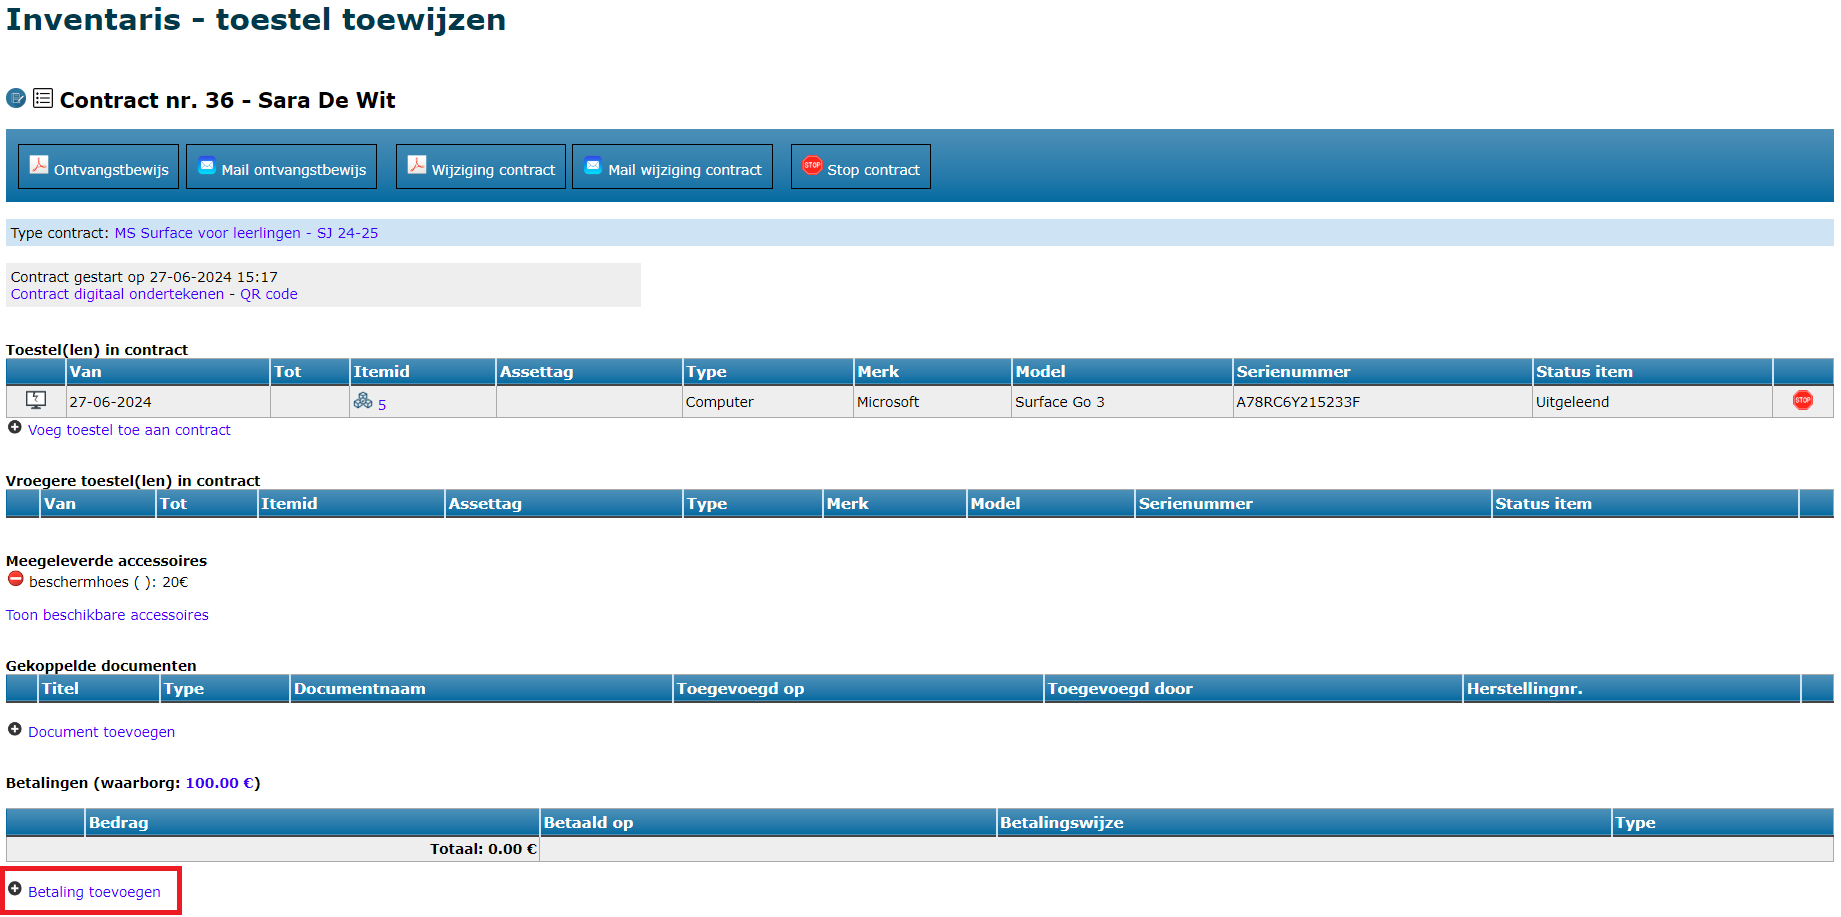 Inventaris - toestel toewijzen
Contract nr. 36 - Sara De Wit
Ontvangstbewijs Mail ontvangstbewijs Wijziging contract Mail wijziging contract STOP Stop contract
Type contract: MS Surface voor leerlingen - SJ 24-25
Contract gestart op 27-06-2024 15:17
Contract digitaal ondertekenen - QR code
Toestel(len) in contract
Van Tot Itemid Assettag Type Merk Model Serienummer Status item
27-06-2024 5 Computer Microsoft Surface Go 3 A78RC6Y215233F Uitgeleend STOP
Voeg toestel toe aan contract
Vroegere toestel(len) in contract
Van Tot Itemid Assettag Type Merk Model Serienummer Status item
Meegeleverde accessoires
beschermhoes ( ): 20€
Toon beschikbare accessoires
Gekoppelde documenten
Titel Type Documentnaam Toegevoegd op Toegevoegd door Herstellingnr.
Document toevoegen
Betalingen (waarborg: 100.00 €)
Bedrag Betaald op Betalingswijze Type
Totaal: 0.00 €
Betaling toevoegen